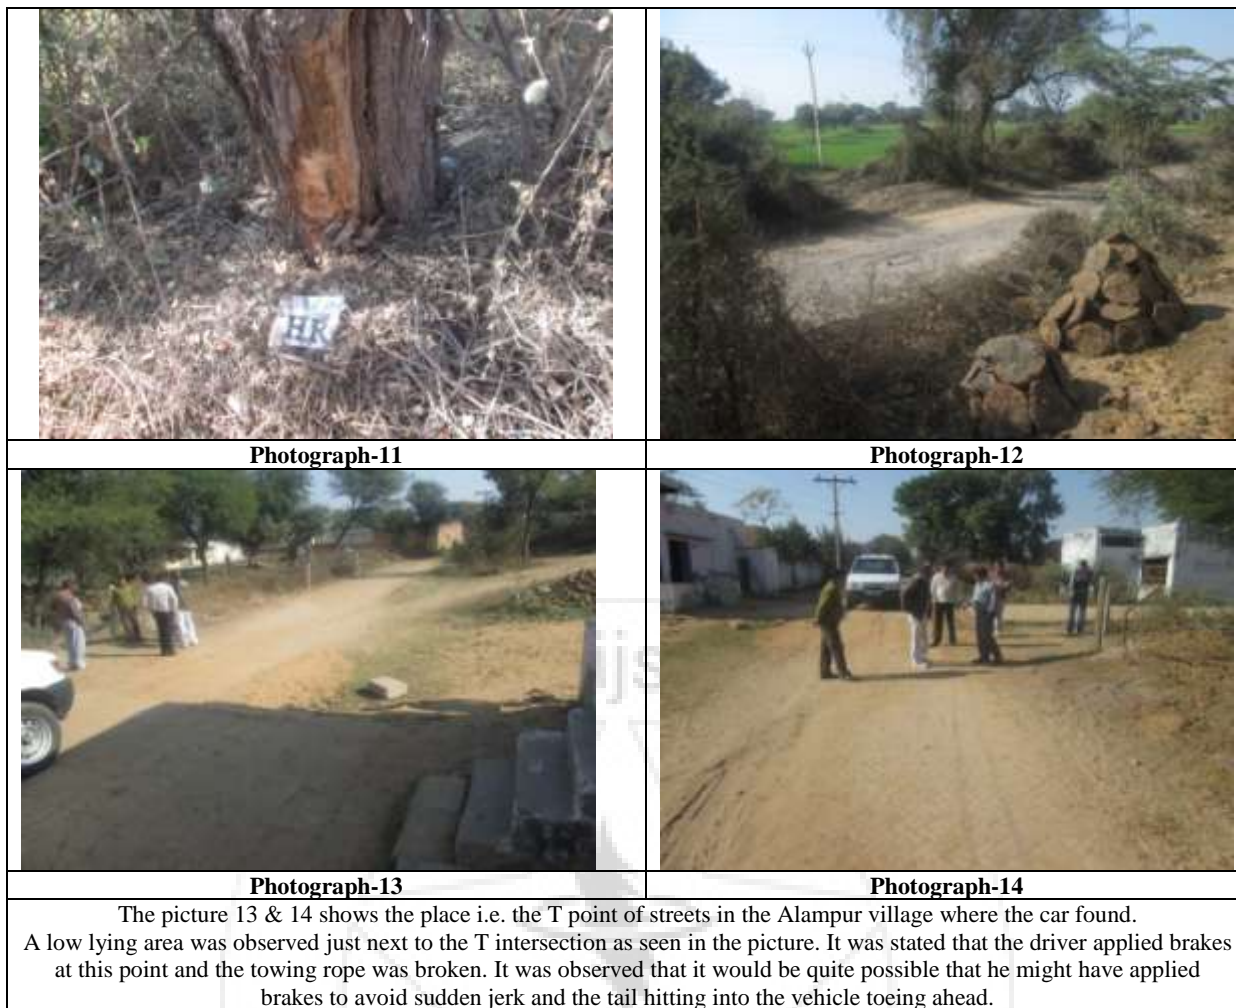 HR
Photograph-11
Photograph-12
Photograph-13
Photograph-14
The picture 13 & 14 shows the place i.e. the T point of streets in the Alampur village where the car found.
A low lying area was observed just next to the T intersection as seen in the picture. It was stated that the driver applied brakes
at this point and the towing rope was broken. It was observed that it would be quite possible that he might have applied
brakes to avoid sudden jerk and the tail hitting into the vehicle toeing ahead.